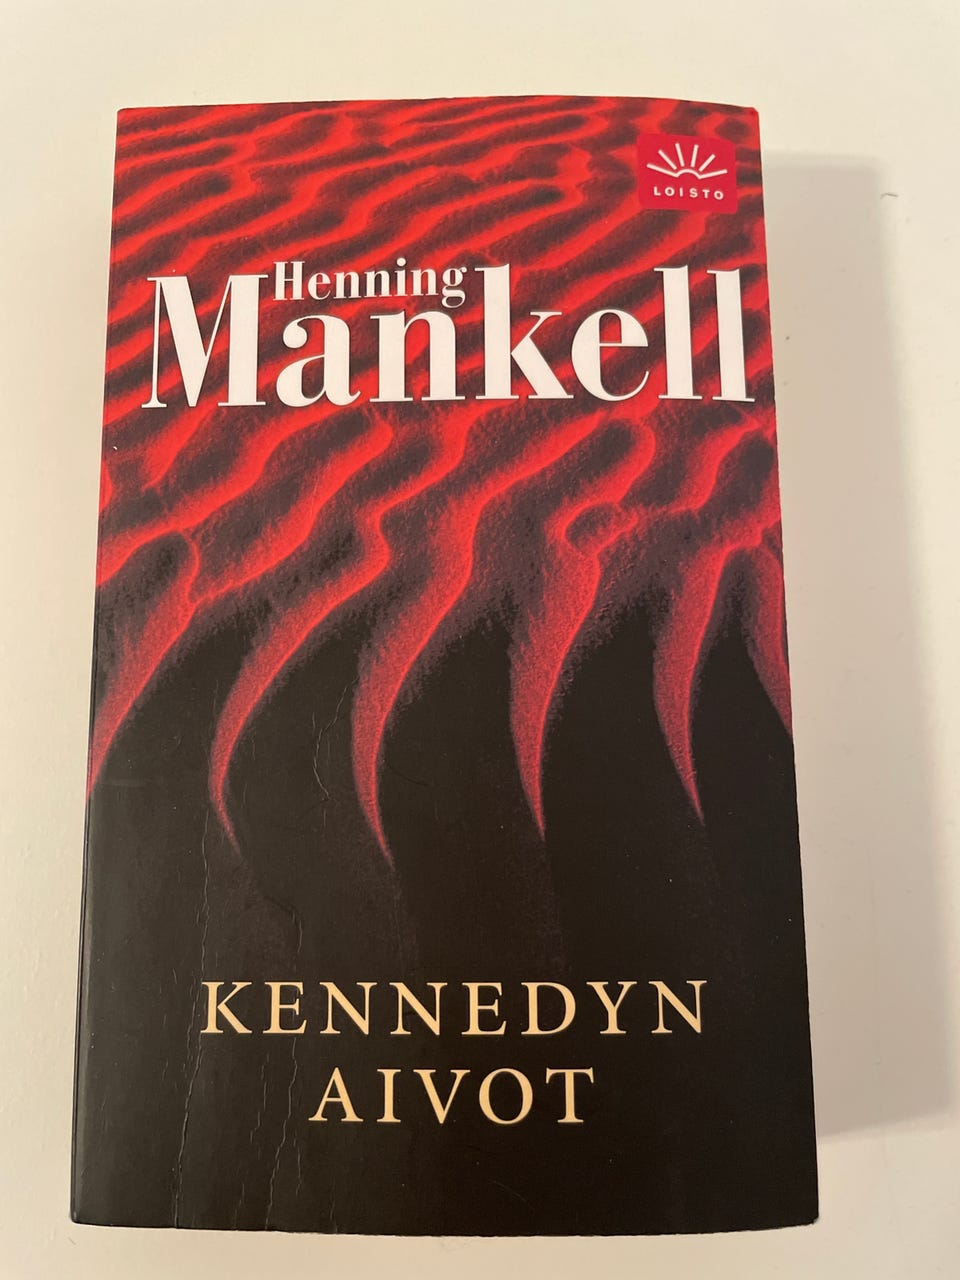 LOISTO
Henning
Mankell
KENNEDYN
AIVOT